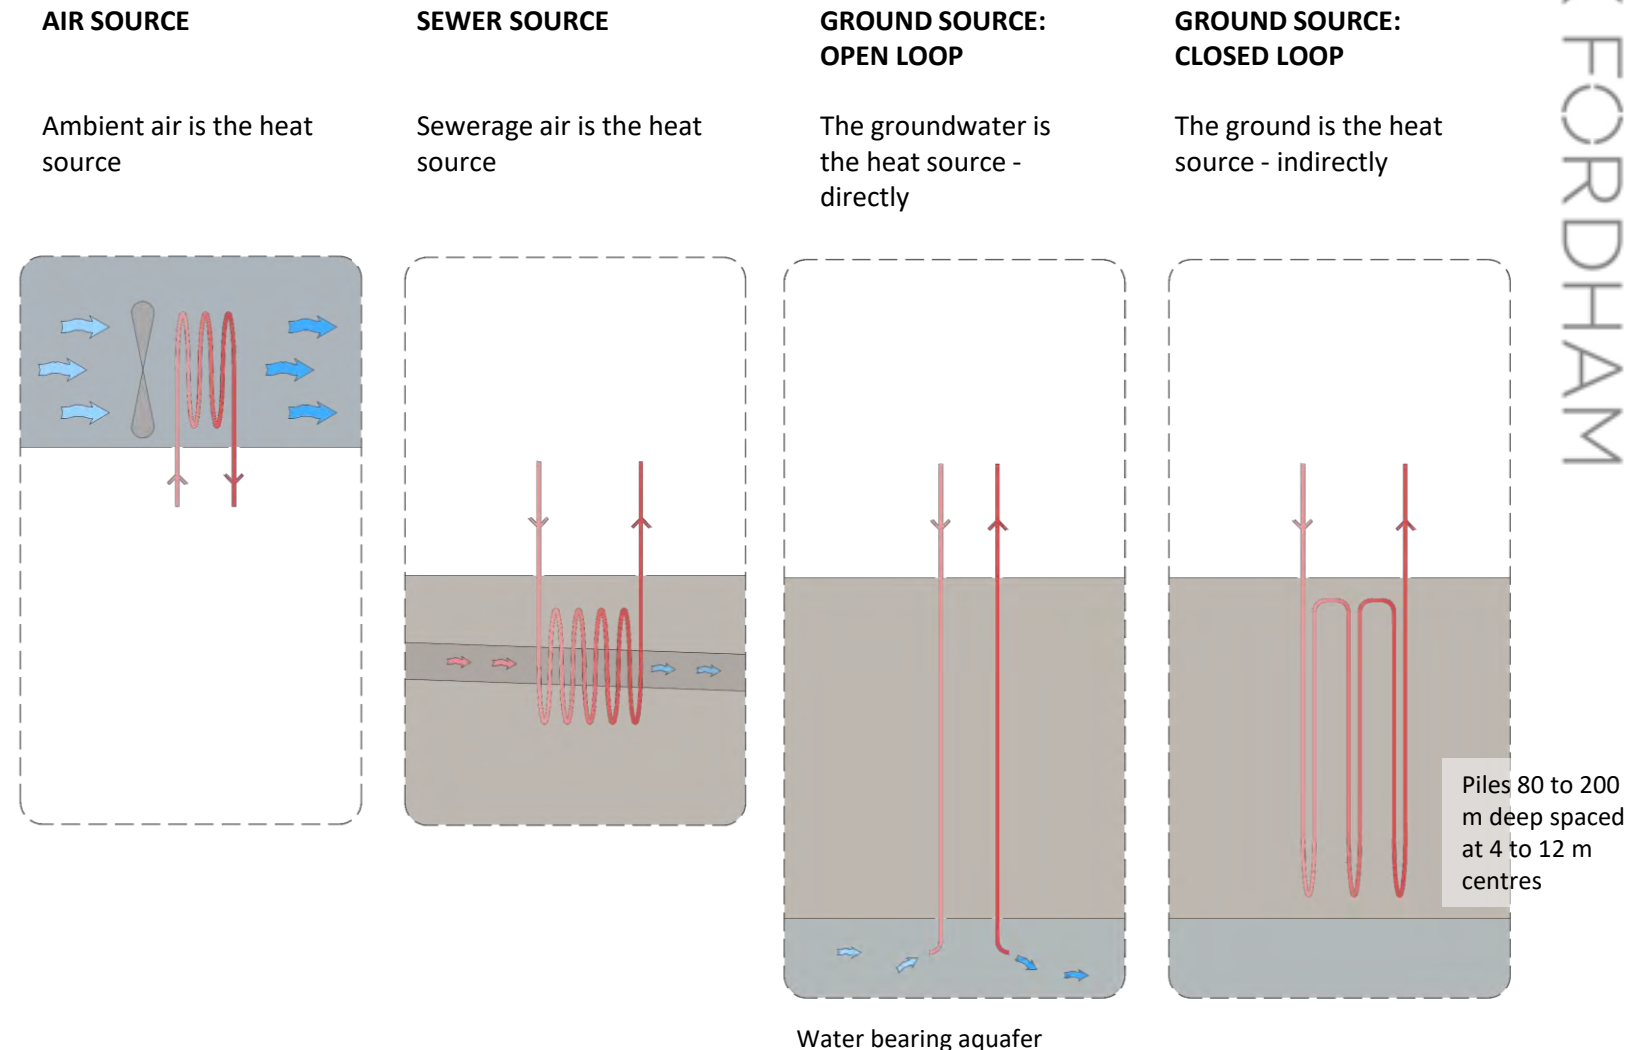 AIR SOURCE
Ambient air is the heat
source
SEWER SOURCE
Sewerage air is the heat
source
GROUND SOURCE:
OPEN LOOP
The groundwater is
the heat source -
directly
GROUND SOURCE:
CLOSED LOOP
The ground is the heat
source - indirectly
Piles 80 to 200
m deep spaced
at 4 to 12 m
centres
Water bearing aquafer
FORDHAM